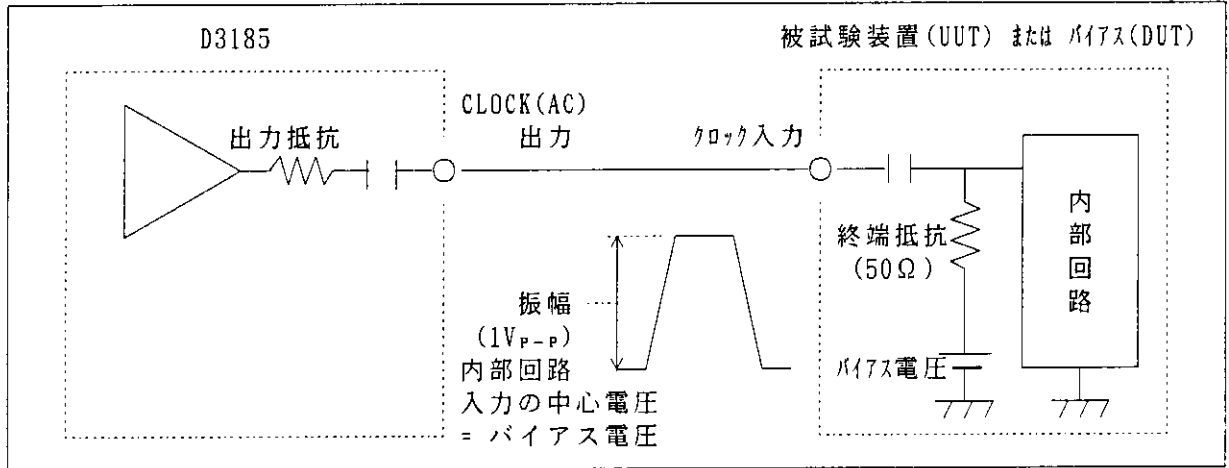 D3185
被試験装置(UUT) または バイアス(DUT)
CLOCK(AC)
出力
出力抵抗
クロック入力
終端抵抗
(50Ω)
内部回路
振幅
(1VP-P)
内部回路
入力の中心電圧
= バイアス電圧
バイアス電圧